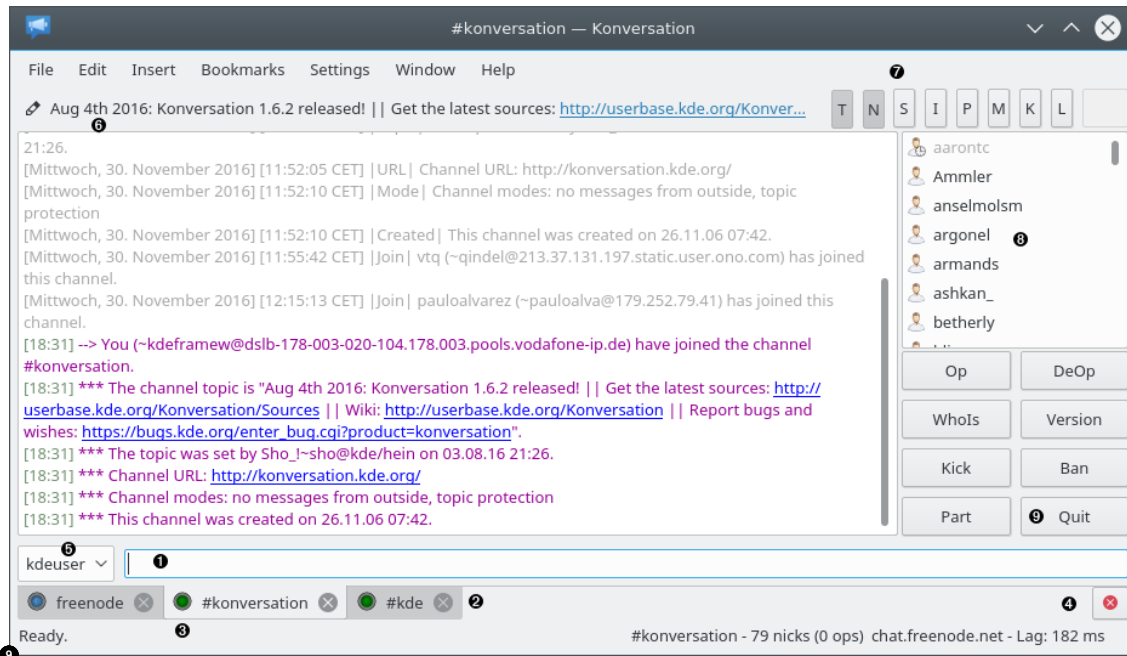 #konversation — Konversation
File Edit Insert Bookmarks Settings Window Help
❼
Aug 4th 2016: Konversation 1.6.2 released! || Get the latest sources: http://userbase.kde.org/Konver... T N S I P M K L
❻
21:26.
[Mittwoch, 30. November 2016] [11:52:05 CET] |URL| Channel URL: http://konversation.kde.org/
[Mittwoch, 30. November 2016] [11:52:10 CET] |Mode| Channel modes: no messages from outside, topic
protection
[Mittwoch, 30. November 2016] [11:52:10 CET] |Created| This channel was created on 26.11.06 07:42.
[Mittwoch, 30. November 2016] [11:55:42 CET] |Join| vtq (~qindel@213.37.131.197.static.user.ono.com) has joined
this channel.
[Mittwoch, 30. November 2016] [12:15:13 CET] |Join| pauloalvarez (~pauloalva@179.252.79.41) has joined this
channel.
[18:31] --> You (~kdeframew@dslb-178-003-020-104.178.003.pools.vodafone-ip.de) have joined the channel
#konversation.
[18:31] *** The channel topic is "Aug 4th 2016: Konversation 1.6.2 released! || Get the latest sources: http://
userbase.kde.org/Konversation/Sources || Wiki: http://userbase.kde.org/Konversation || Report bugs and
wishes: https://bugs.kde.org/enter_bug.cgi?product=konversation".
[18:31] *** The topic was set by Sho_!~sho@kde/hein on 03.08.16 21:26.
[18:31] *** Channel URL: http://konversation.kde.org/
[18:31] *** Channel modes: no messages from outside, topic protection
[18:31] *** This channel was created on 26.11.06 07:42.
aarontc
Ammler
anselmolsm
argonel ❽
armands
ashkan_
betherly
Op DeOp
WhoIs Version
Kick Ban
Part ❾ Quit
❺
kdeuser ❶
freenode #konversation #kde ❷ ❹
❸
Ready. #konversation - 79 nicks (0 ops) chat.freenode.net - Lag: 182 ms